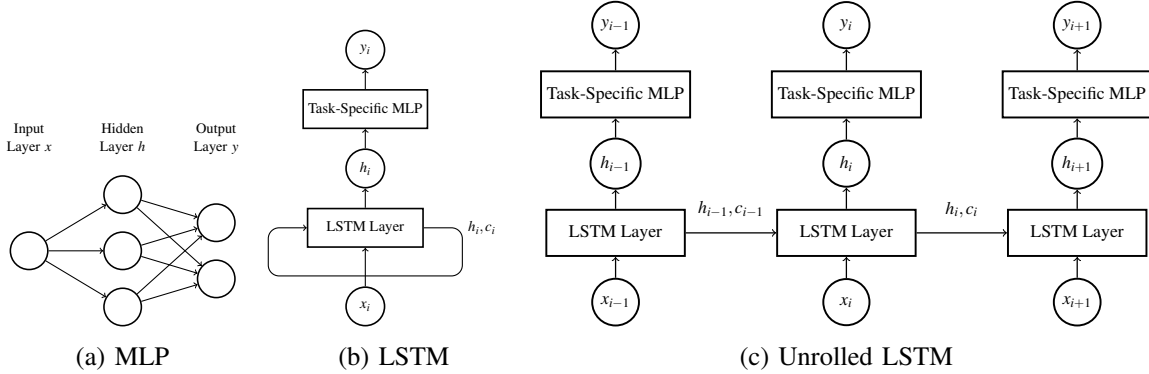 Input
Layer x
Hidden
Layer h
Output
Layer y
(a) MLP
y_i
Task-Specific MLP
h_i
LSTM Layer
h_i, c_i
x_i
(b) LSTM
y_{i−1}
y_i
y_{i+1}
Task-Specific MLP
Task-Specific MLP
Task-Specific MLP
h_{i−1}
h_i
h_{i+1}
h_{i−1}, c_{i−1}
h_i, c_i
LSTM Layer
LSTM Layer
LSTM Layer
x_{i−1}
x_i
x_{i+1}
(c) Unrolled LSTM